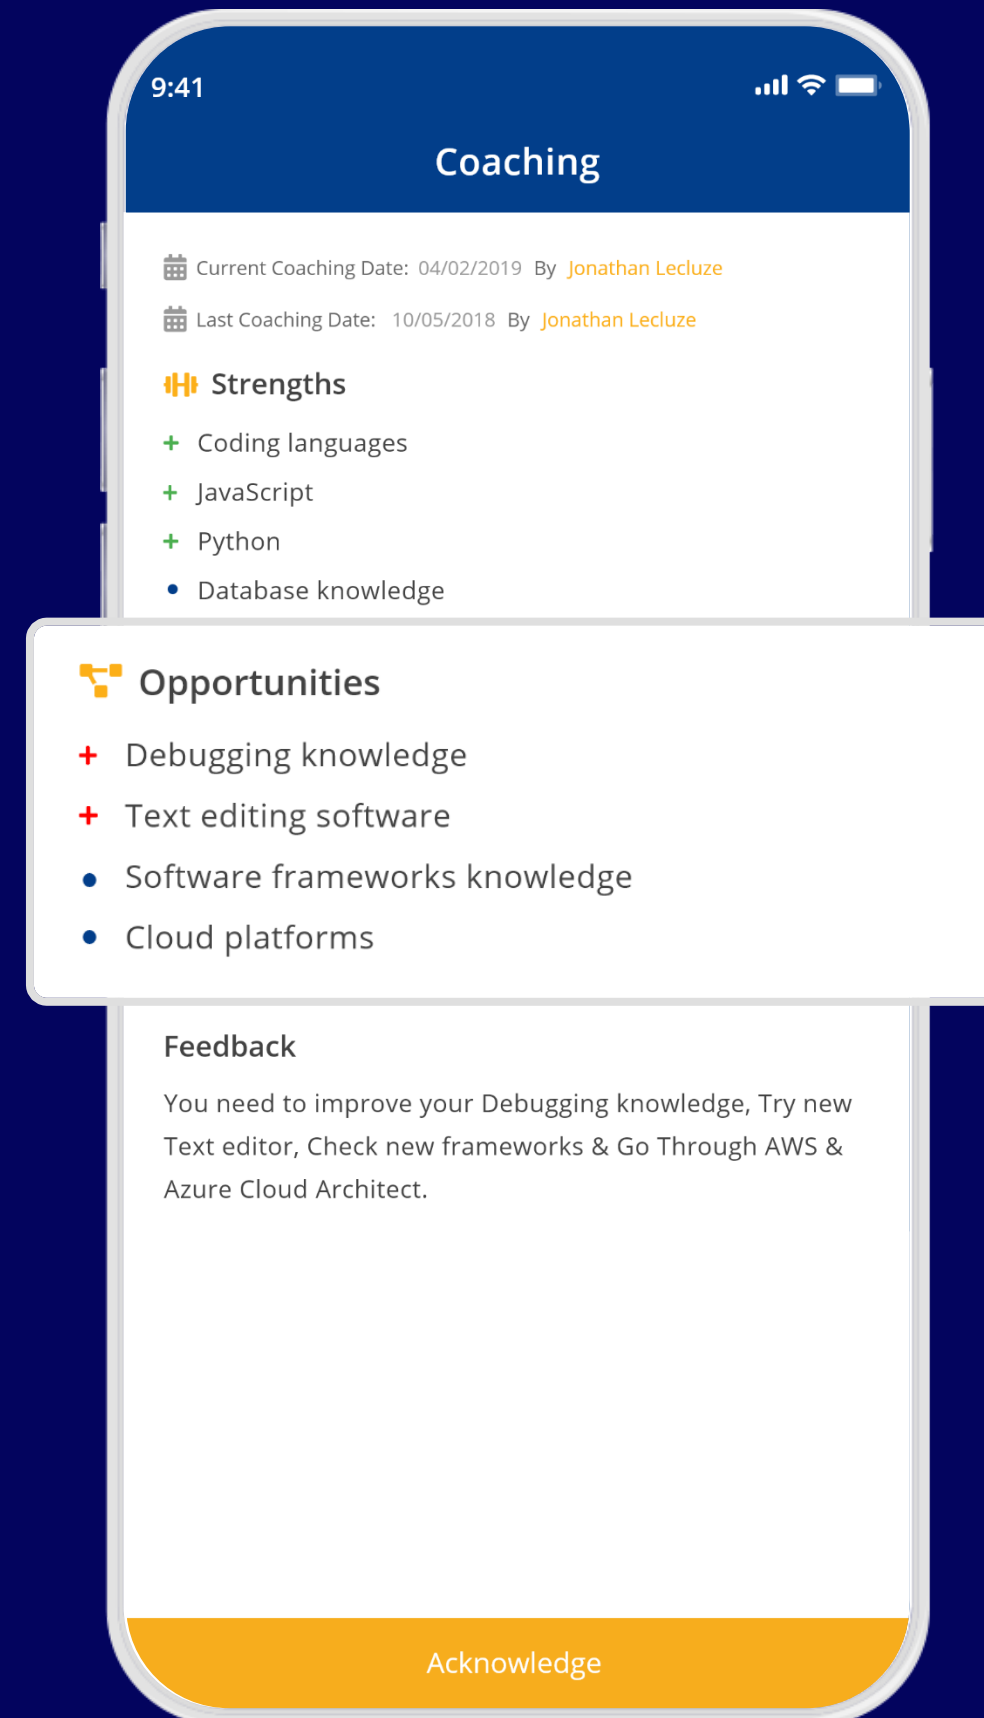 9:41
Coaching
Current Coaching Date: 04/02/2019 By Jonathan Lecluze
Last Coaching Date: 10/05/2018 By Jonathan Lecluze
Strengths
+ Coding languages
+ JavaScript
+ Python
• Database knowledge
Opportunities
+ Debugging knowledge
+ Text editing software
• Software frameworks knowledge
• Cloud platforms
Feedback
You need to improve your Debugging knowledge, Try new
Text editor, Check new frameworks & Go Through AWS &
Azure Cloud Architect.
Acknowledge